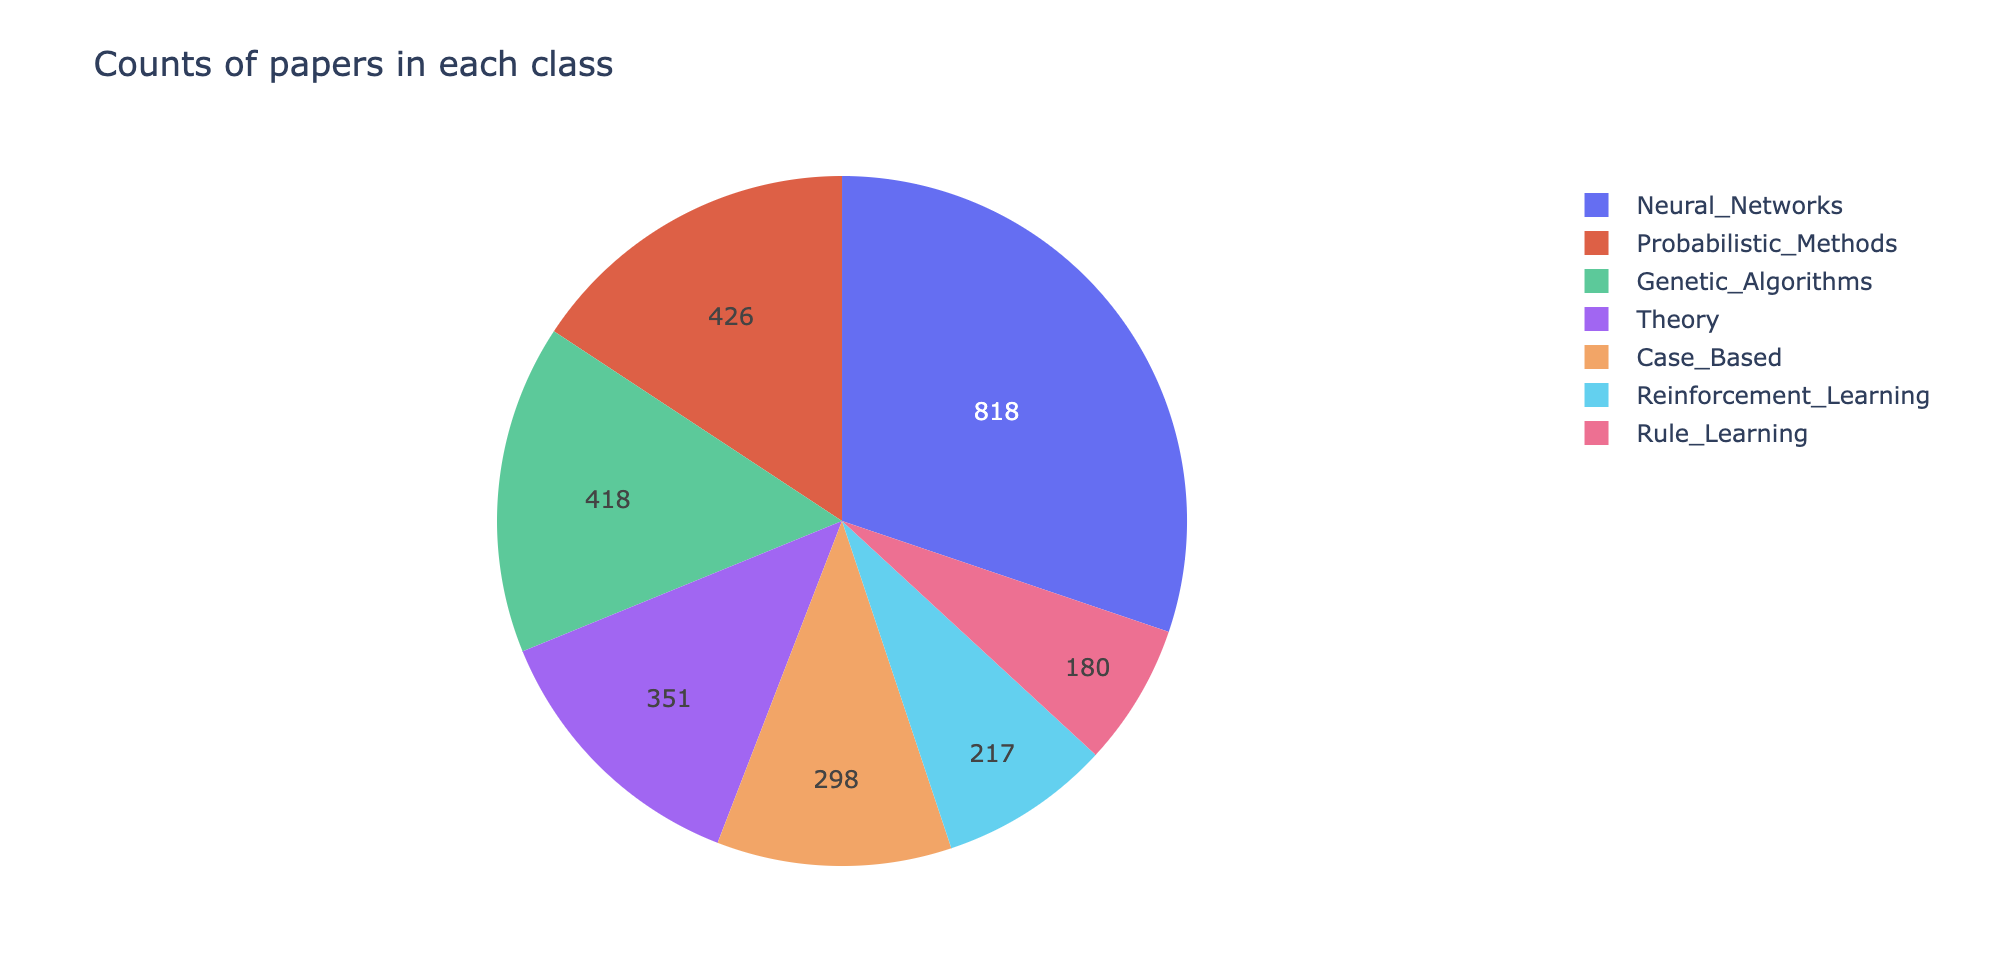 Counts of papers in each class
Neural_Networks
Probabilistic_Methods
Genetic_Algorithms
Theory
Case_Based
Reinforcement_Learning
Rule_Learning
426
818
418
351
298
217
180